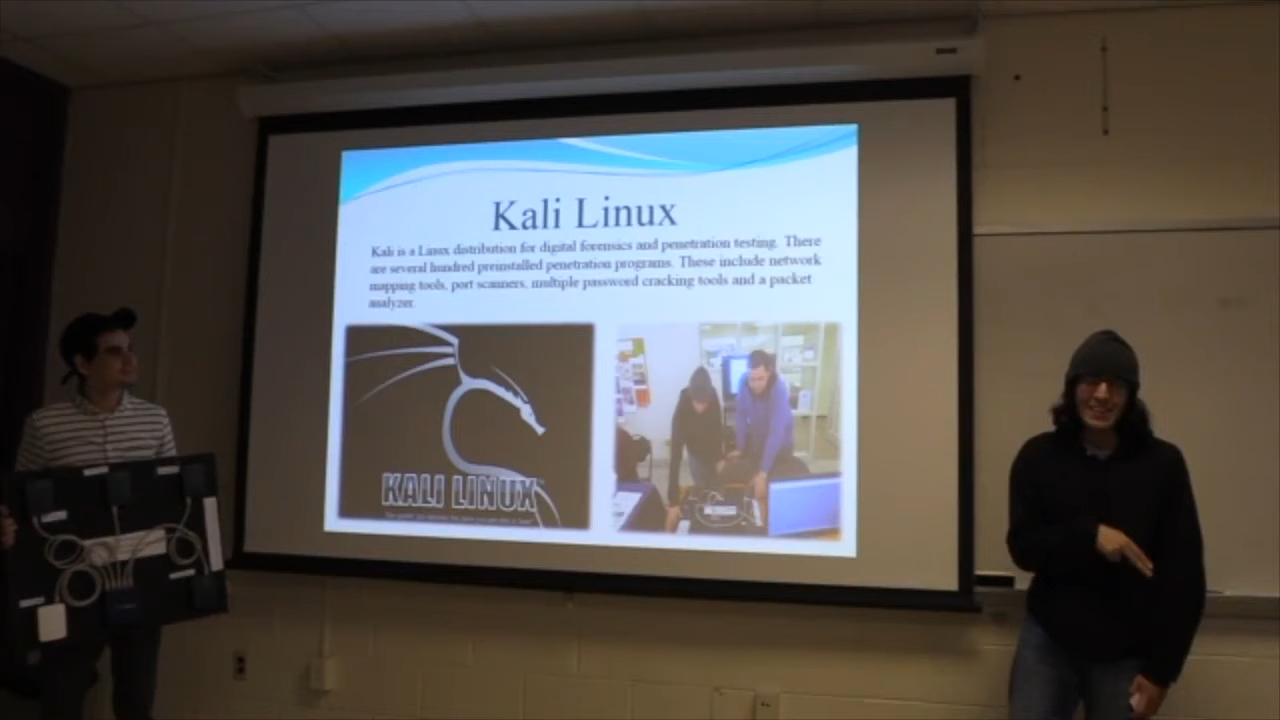 Kali Linux
Kali is a Linux distribution for digital forensics and penetration testing. There
are several hundred preinstalled penetration programs. These include network
mapping tools, port scanners, multiple password cracking tools and a packet
analyzer.
KALI LINUX